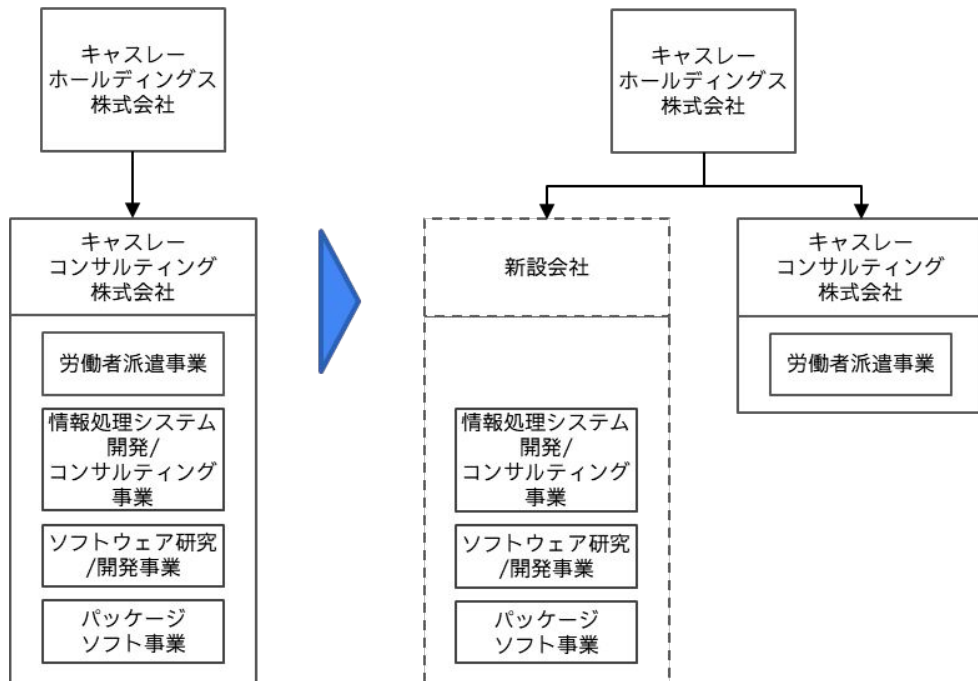 キャスレー
ホールディングス
株式会社
キャスレー
コンサルティング
株式会社
労働者派遣事業
情報処理システム
開発/
コンサルティング
事業
ソフトウェア研究
/開発事業
パッケージ
ソフト事業
キャスレー
ホールディングス
株式会社
新設会社
情報処理システム
開発/
コンサルティング
事業
ソフトウェア研究
/開発事業
パッケージ
ソフト事業
キャスレー
コンサルティング
株式会社
労働者派遣事業